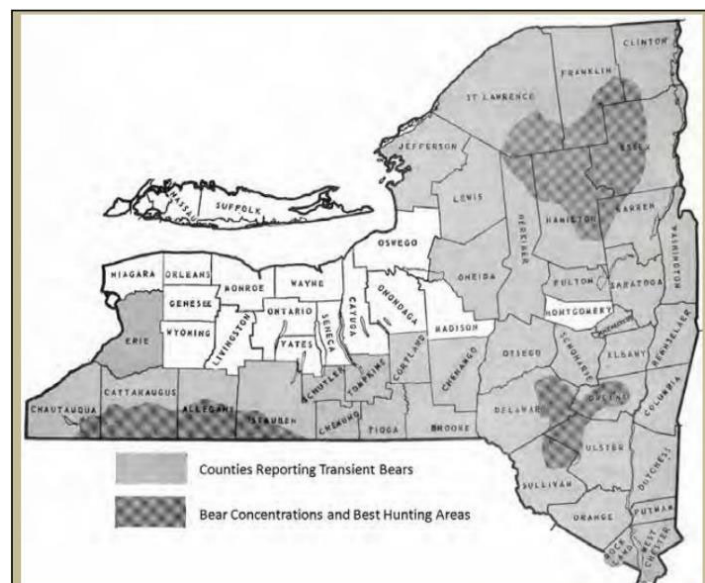 CLINTON
FRANKLIN
ST LAWRENCE
JEFFERSON
ESSEX
LEWIS
NASSAU
SUFFOLK
HERKIMER
HAMILTON
WARREN
WASHINGTON
OSWEGO
NIAGARA
ORLEANS
MONROE
WAYNE
ONEIDA
FULTON
SARATOGA
GENESEE
ONTARIO
SENECA
CAYUGA
ONONDAGA
MADISON
MONTGOMERY
ERIE
WYOMING
LIVINGSTON
YATES
OTSEGO
SCHOHARIE
ALBANY
RENSSELAER
CORTLAND
CHENANGO
SCHUYLER
TOMPKINS
CHAUTAUQUA
CATTARAUGUS
ALLEGANY
STEUBEN
CHEMUNG
TIOGA
BROOME
DELAWARE
GREENE
COLUMBIA
ULSTER
DUTCHESS
SULLIVAN
ORANGE
PUTNAM
ROCKLAND
WESTCHESTER
Counties Reporting Transient Bears
Bear Concentrations and Best Hunting Areas